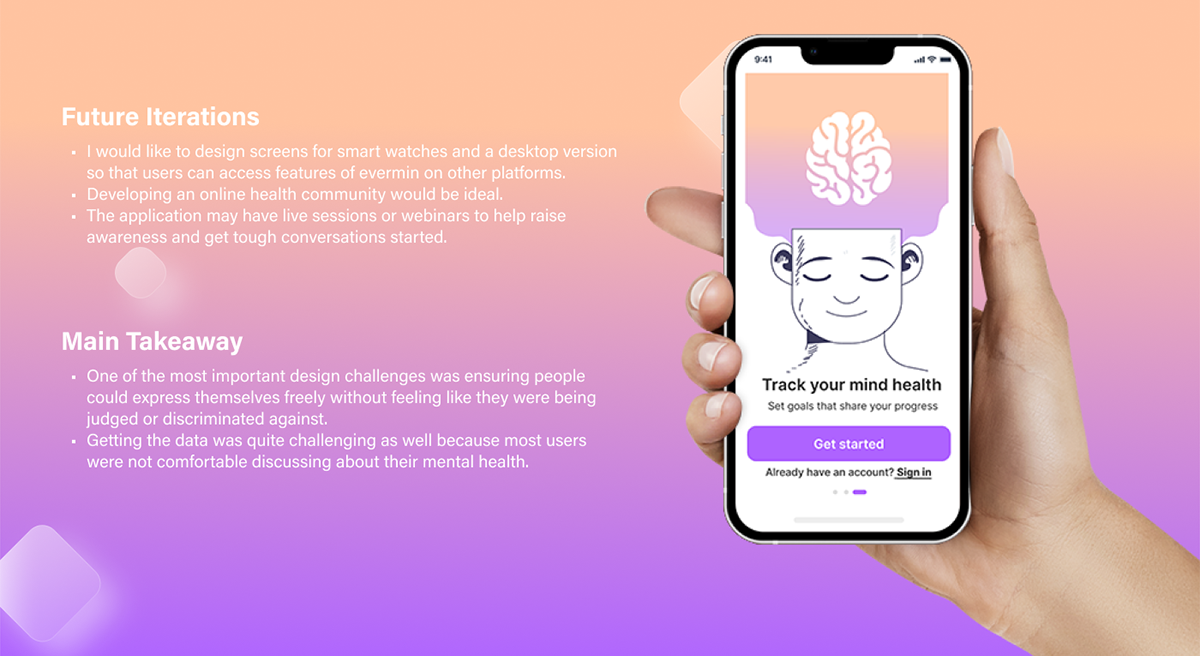 Future Iterations
▪ I would like to design screens for smart watches and a desktop version
so that users can access features of evermin on other platforms.
▪ Developing an online health community would be ideal.
▪ The application may have live sessions or webinars to help raise
awareness and get tough conversations started.
Main Takeaway
▪ One of the most important design challenges was ensuring people
could express themselves freely without feeling like they were being
judged or discriminated against.
▪ Getting the data was quite challenging as well because most users
were not comfortable discussing about their mental health.
9:41
Track your mind health
Set goals that share your progress
Get started
Already have an account? Sign in